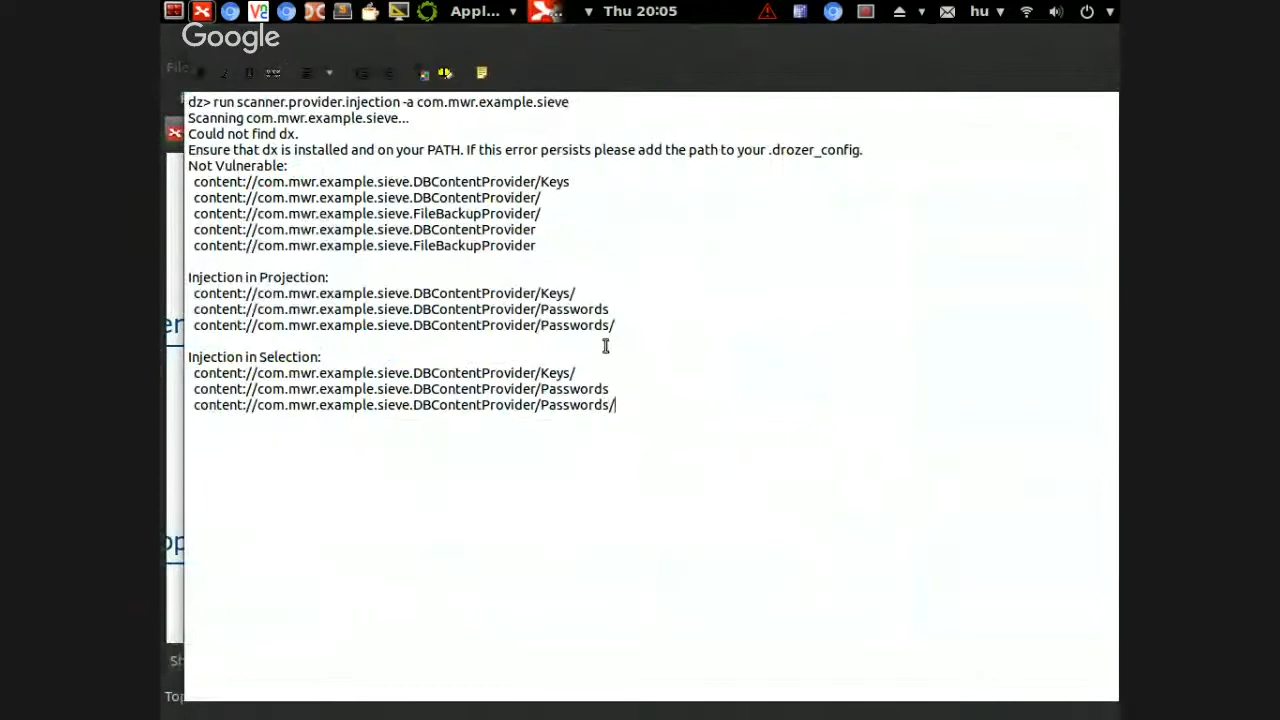 Appl...
Thu 20:05
hu
Google
File
dz> run scanner.provider.injection -a com.mwr.example.sieve
Scanning com.mwr.example.sieve...
Could not find dx.
Ensure that dx is installed and on your PATH. If this error persists please add the path to your .drozer_config.
Not Vulnerable:
content://com.mwr.example.sieve.DBContentProvider/Keys
content://com.mwr.example.sieve.DBContentProvider/
content://com.mwr.example.sieve.FileBackupProvider/
content://com.mwr.example.sieve.DBContentProvider
content://com.mwr.example.sieve.FileBackupProvider
Injection in Projection:
content://com.mwr.example.sieve.DBContentProvider/Keys/
content://com.mwr.example.sieve.DBContentProvider/Passwords
content://com.mwr.example.sieve.DBContentProvider/Passwords/
Injection in Selection:
content://com.mwr.example.sieve.DBContentProvider/Keys/
content://com.mwr.example.sieve.DBContentProvider/Passwords
content://com.mwr.example.sieve.DBContentProvider/Passwords/